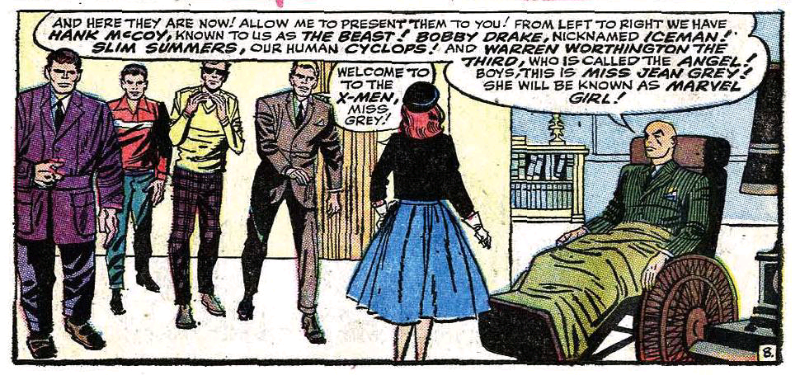 AND HERE THEY ARE NOW! ALLOW ME TO PRESENT THEM TO YOU! FROM LEFT TO RIGHT WE HAVE
HANK McCOY, KNOWN TO US AS THE BEAST! BOBBY DRAKE, NICKNAMED ICEMAN!
SLIM SUMMERS, OUR HUMAN CYCLOPS! AND WARREN WORTHINGTON THE
THIRD, WHO IS CALLED THE ANGEL!
BOYS, THIS IS MISS JEAN GREY!
SHE WILL BE KNOWN AS MARVEL
GIRL!
WELCOME TO
TO THE
X-MEN,
MISS
GREY!
8.